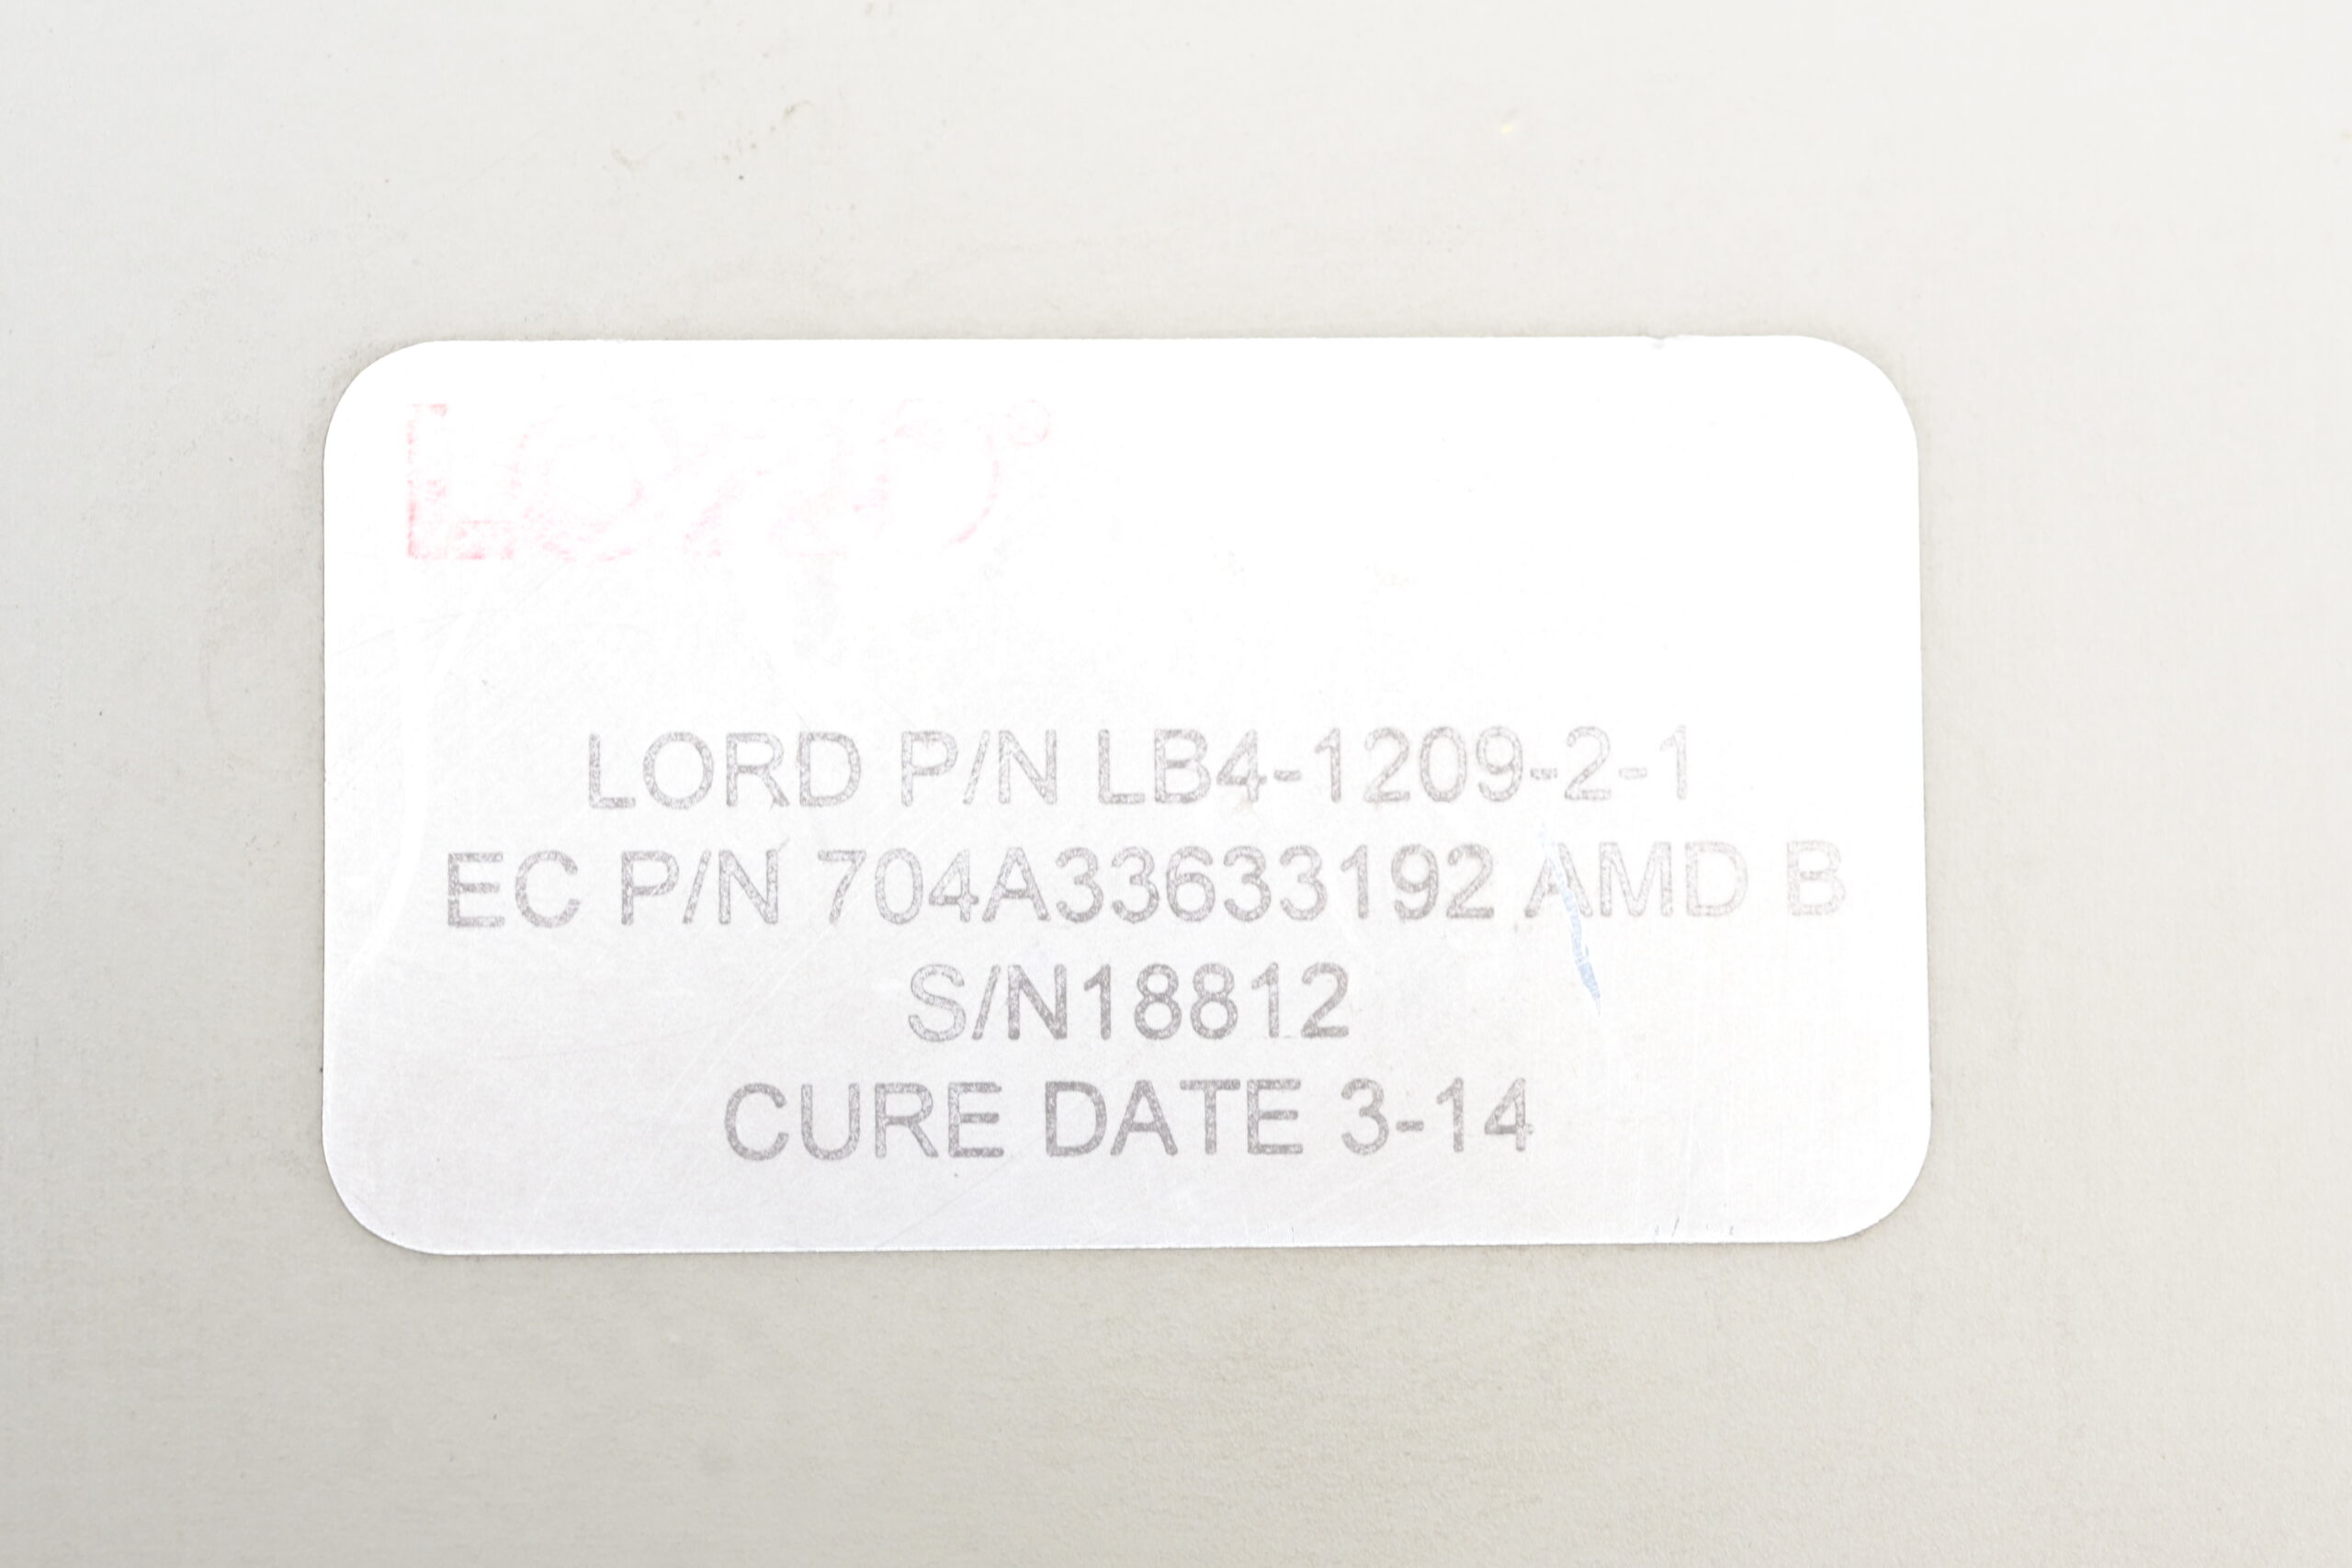 LORD®
LORD P/N LB4-1209-2-1
EC P/N 704A33633192 AMD B
S/N18812
CURE DATE 3-14